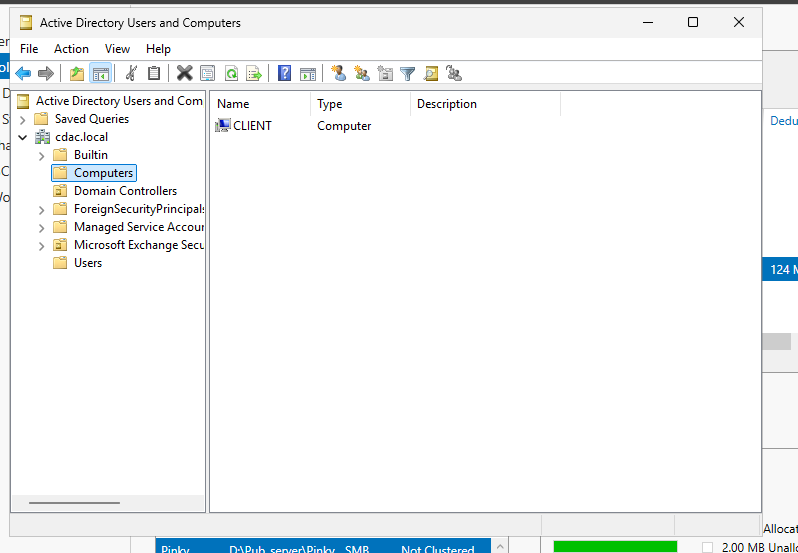 Active Directory Users and Computers
File Action View Help
Active Directory Users and Com
Saved Queries
cdac.local
Builtin
Computers
Domain Controllers
ForeignSecurityPrincipals
Managed Service Accour
Microsoft Exchange Secu
Users
Name Type Description
CLIENT Computer
Dedu
124 M
Allocat
Pinky D:\Pub_server\Pinky SMB Not Clustered
2.00 MB Unallo